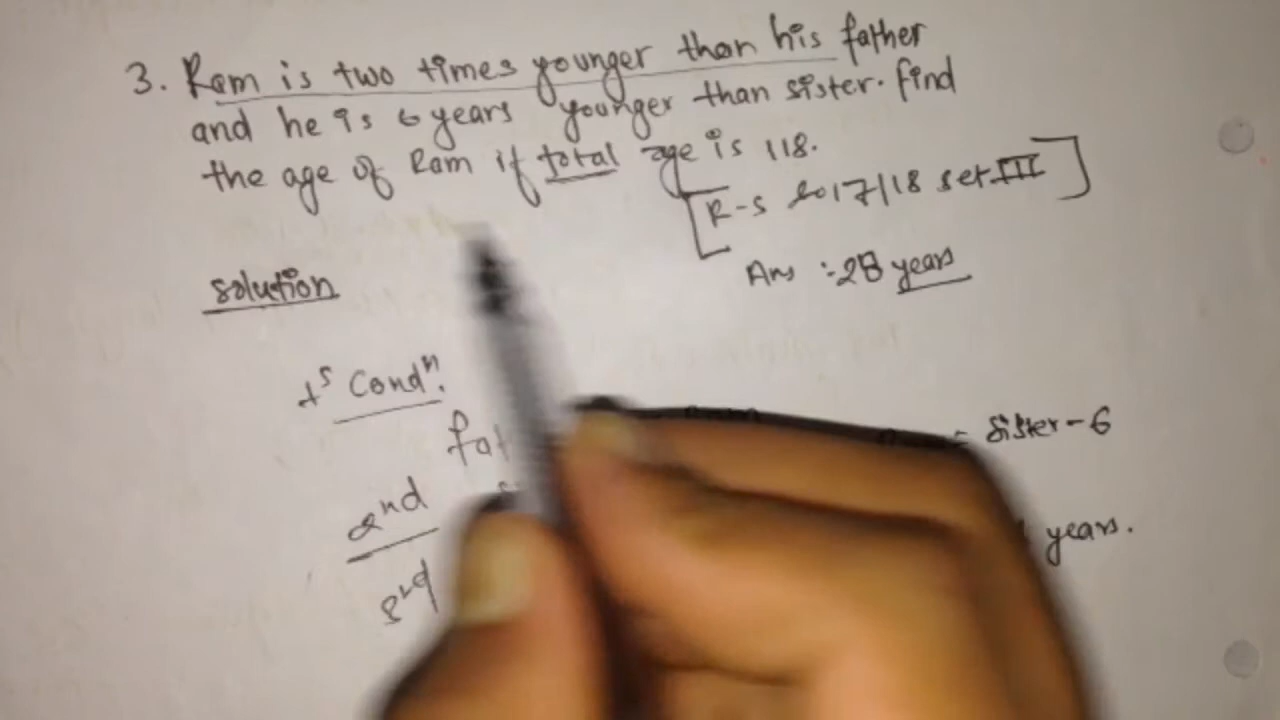 3. Ram is two times younger than his father
and he is 6 years younger than sister. find
the age of Ram if total age is 118.
[R-S 2017/18 set III]
Ans :- 28 years
solution
1s Condn.
fat
= Sister - 6
2nd
years.
3rd